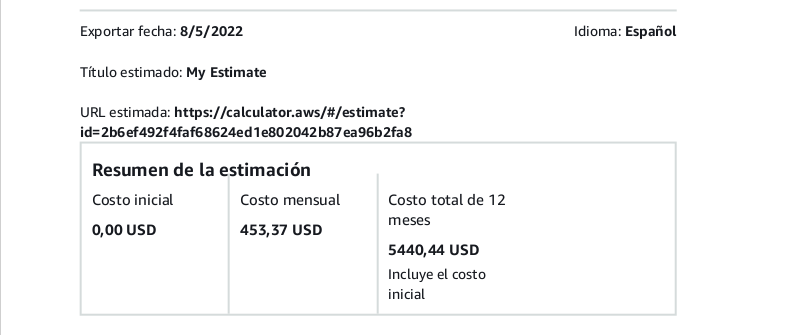 Exportar fecha: 8/5/2022
Idioma: Español
Título estimado: My Estimate
URL estimada: https://calculator.aws/#/estimate?
id=2b6ef492f4faf68624ed1e802042b87ea96b2fa8
Resumen de la estimación
Costo inicial
0,00 USD
Costo mensual
453,37 USD
Costo total de 12
meses
5440,44 USD
Incluye el costo
inicial